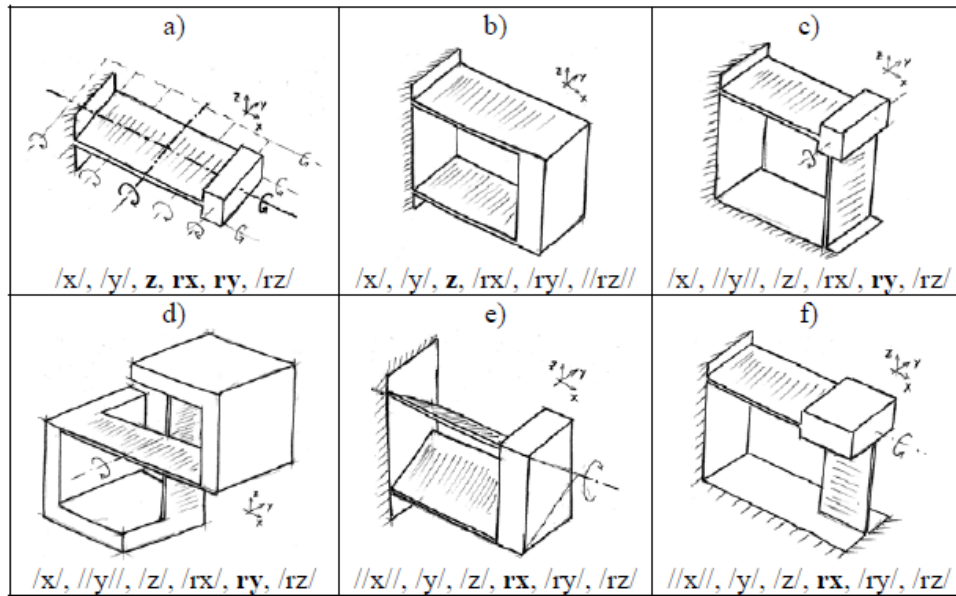 a)
z y x
/x/, /y/, z, rx, ry, /rz/
b)
z y x
/x/, /y/, z, /rx/, /ry/, //rz//
c)
z y x
/x/, //y//, /z/, /rx/, ry, /rz/
d)
z y x
/x/, //y//, /z/, /rx/, ry, /rz/
e)
z y x
//x//, /y/, /z/, rx, /ry/, /rz/
f)
z y x
//x//, /y/, /z/, rx, /ry/, /rz/